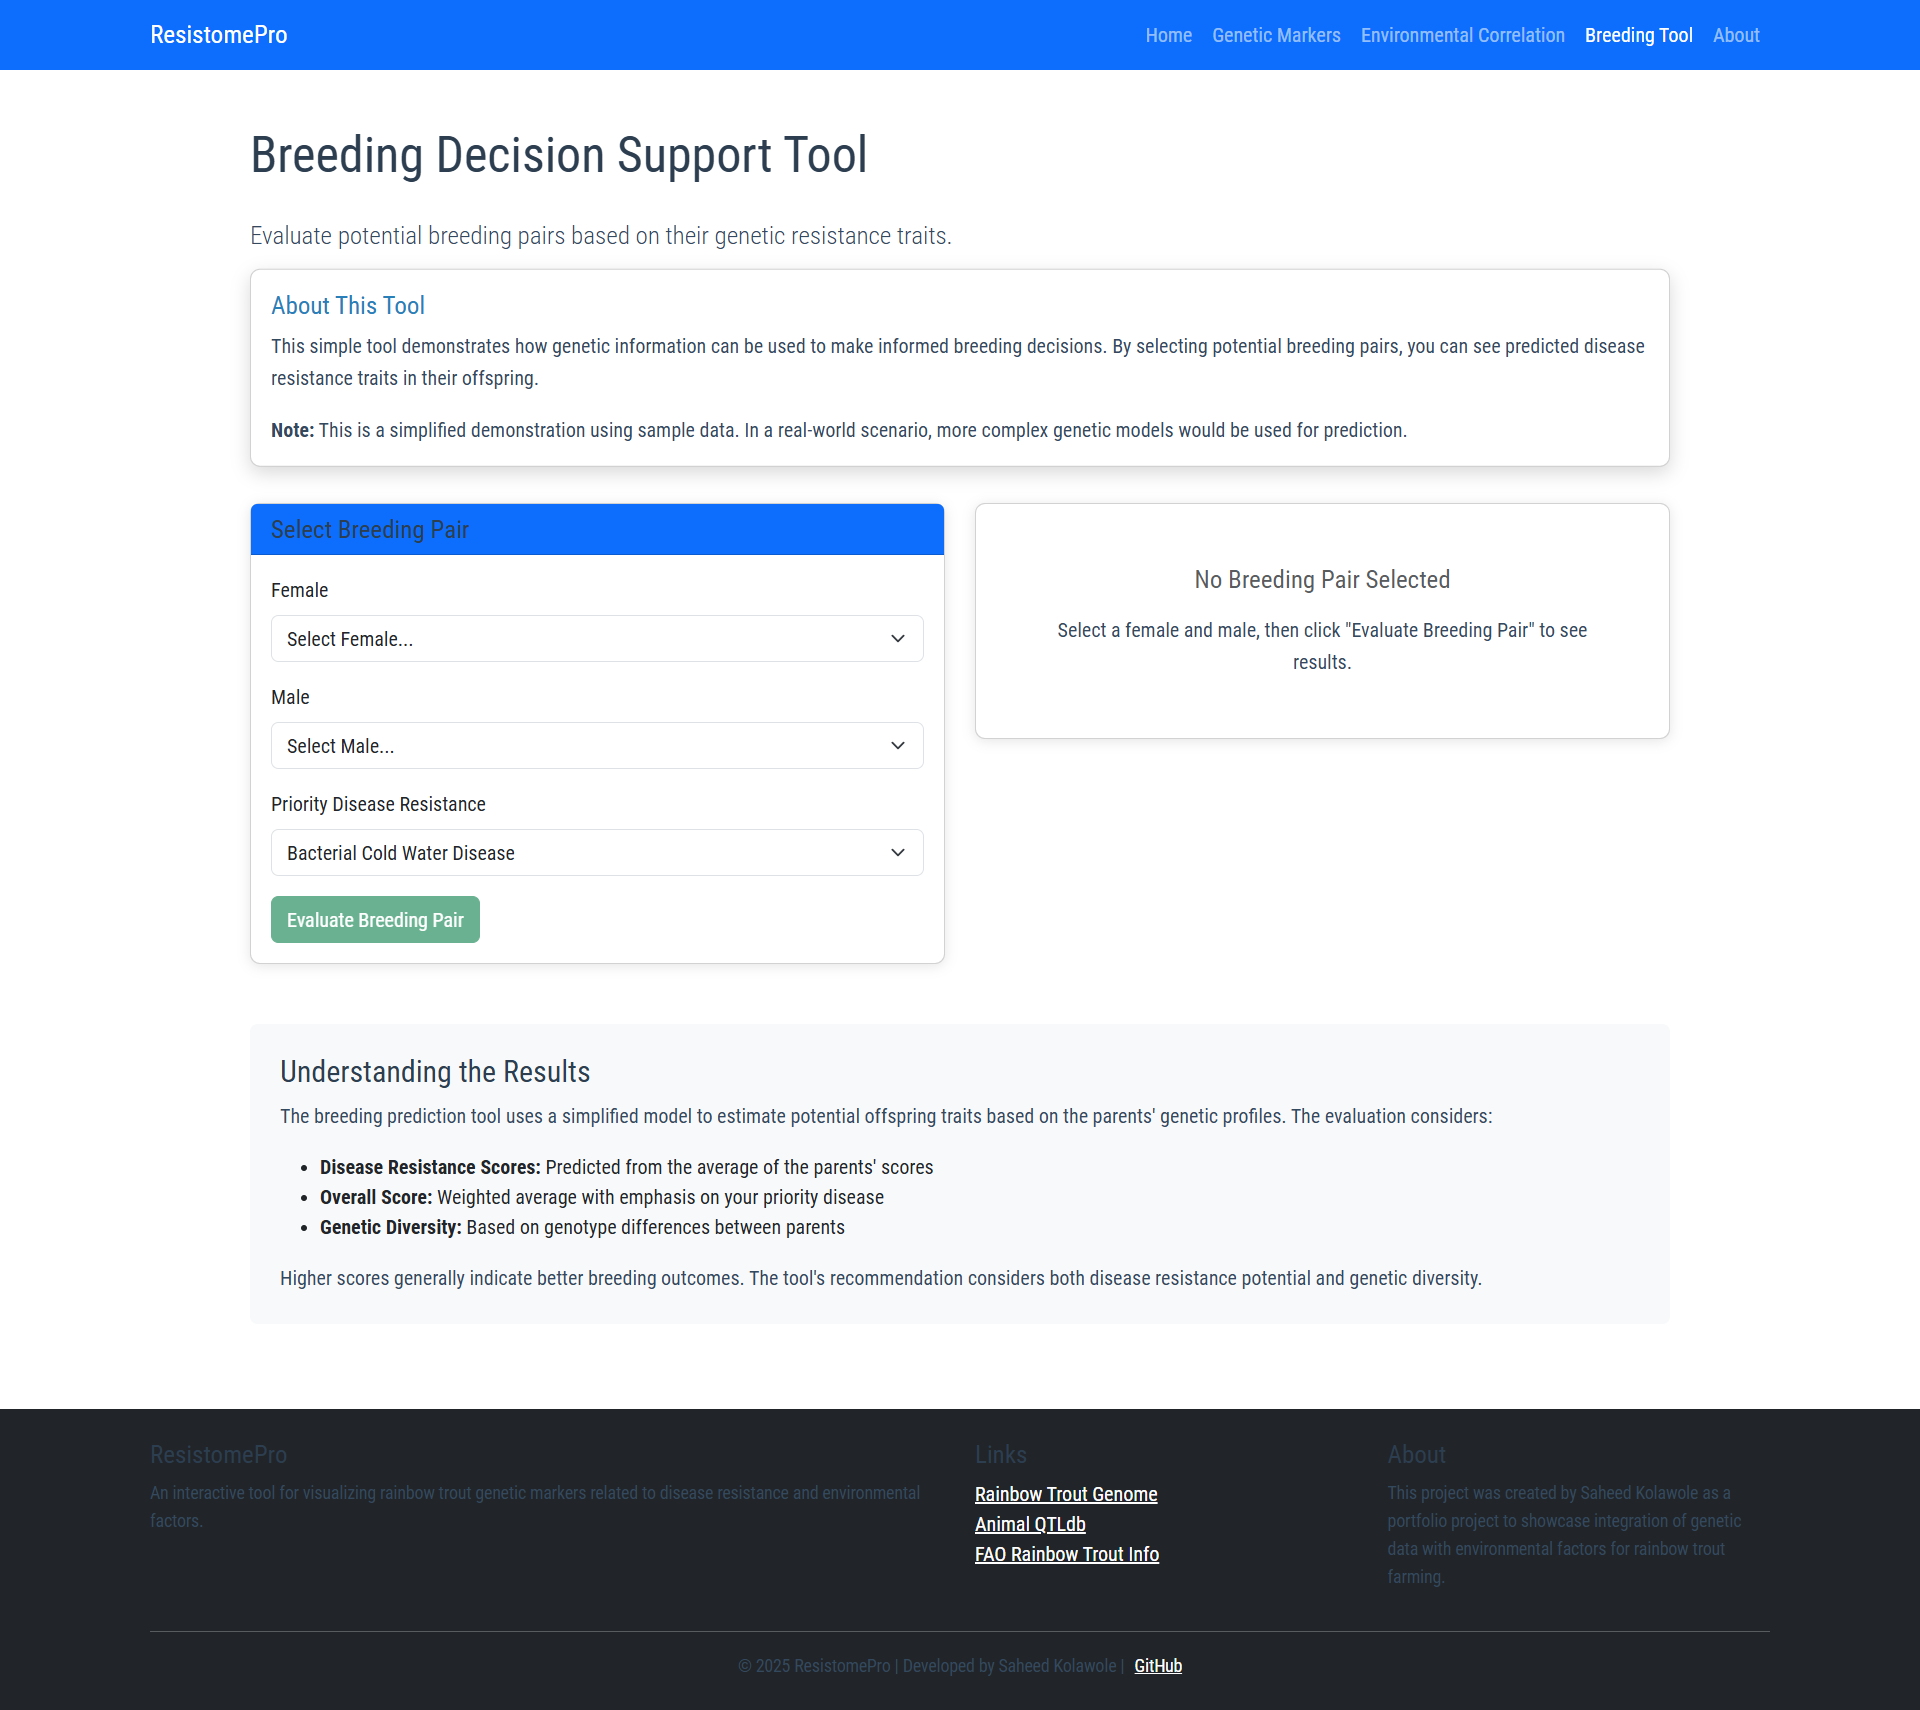 ResistomePro
Home Genetic Markers Environmental Correlation Breeding Tool About
Breeding Decision Support Tool
Evaluate potential breeding pairs based on their genetic resistance traits.
About This Tool
This simple tool demonstrates how genetic information can be used to make informed breeding decisions. By selecting potential breeding pairs, you can see predicted disease
resistance traits in their offspring.
Note: This is a simplified demonstration using sample data. In a real-world scenario, more complex genetic models would be used for prediction.
Select Breeding Pair
Female
Select Female...
Male
Select Male...
Priority Disease Resistance
Bacterial Cold Water Disease
Evaluate Breeding Pair
No Breeding Pair Selected
Select a female and male, then click "Evaluate Breeding Pair" to see
results.
Understanding the Results
The breeding prediction tool uses a simplified model to estimate potential offspring traits based on the parents' genetic profiles. The evaluation considers:
• Disease Resistance Scores: Predicted from the average of the parents' scores
• Overall Score: Weighted average with emphasis on your priority disease
• Genetic Diversity: Based on genotype differences between parents
Higher scores generally indicate better breeding outcomes. The tool's recommendation considers both disease resistance potential and genetic diversity.
ResistomePro
An interactive tool for visualizing rainbow trout genetic markers related to disease resistance and environmental
factors.
Links
Rainbow Trout Genome
Animal QTLdb
FAO Rainbow Trout Info
About
This project was created by Saheed Kolawole as a
portfolio project to showcase integration of genetic
data with environmental factors for rainbow trout
farming.
© 2025 ResistomePro | Developed by Saheed Kolawole | GitHub